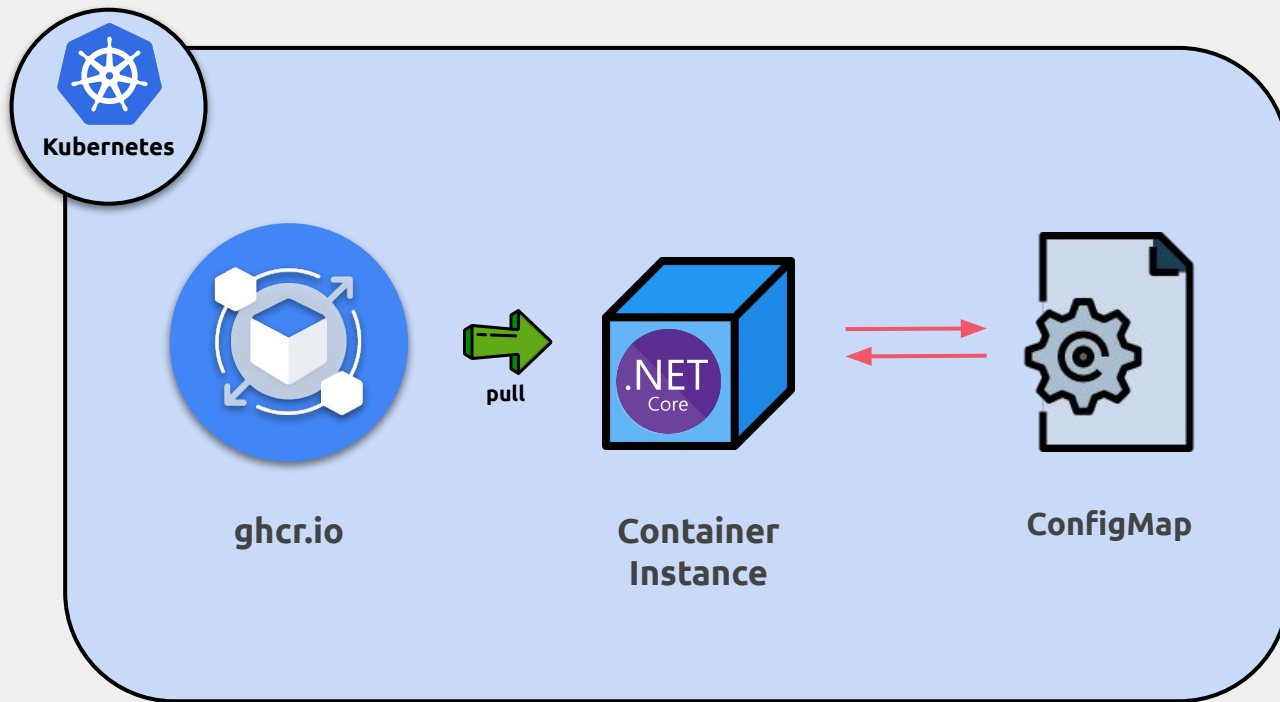 Kubernetes
pull
.NET
Core
ghcr.io
Container
Instance
ConfigMap